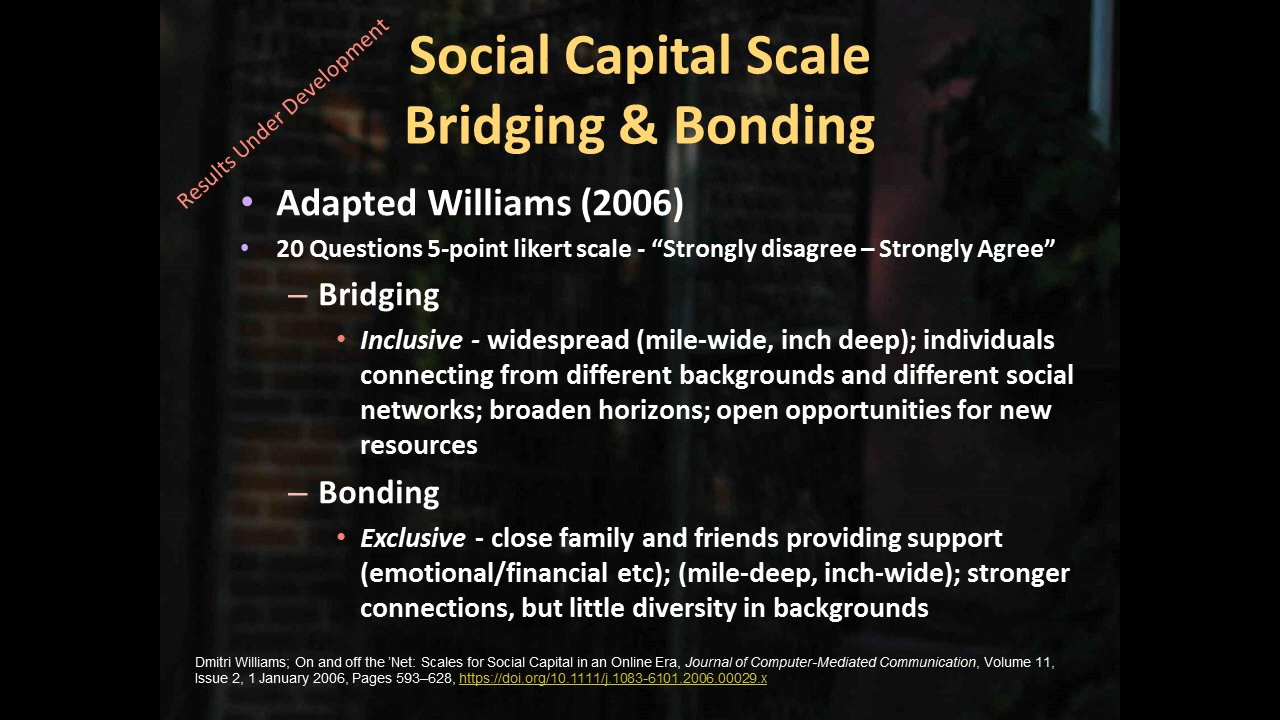 Results Under Development
Social Capital Scale
Bridging & Bonding
• Adapted Williams (2006)
• 20 Questions 5-point likert scale - “Strongly disagree – Strongly Agree”
– Bridging
• Inclusive - widespread (mile-wide, inch deep); individuals
connecting from different backgrounds and different social
networks; broaden horizons; open opportunities for new
resources
– Bonding
• Exclusive - close family and friends providing support
(emotional/financial etc); (mile-deep, inch-wide); stronger
connections, but little diversity in backgrounds
Dmitri Williams; On and off the 'Net: Scales for Social Capital in an Online Era, Journal of Computer-Mediated Communication, Volume 11,
Issue 2, 1 January 2006, Pages 593–628, https://doi.org/10.1111/j.1083-6101.2006.00029.x